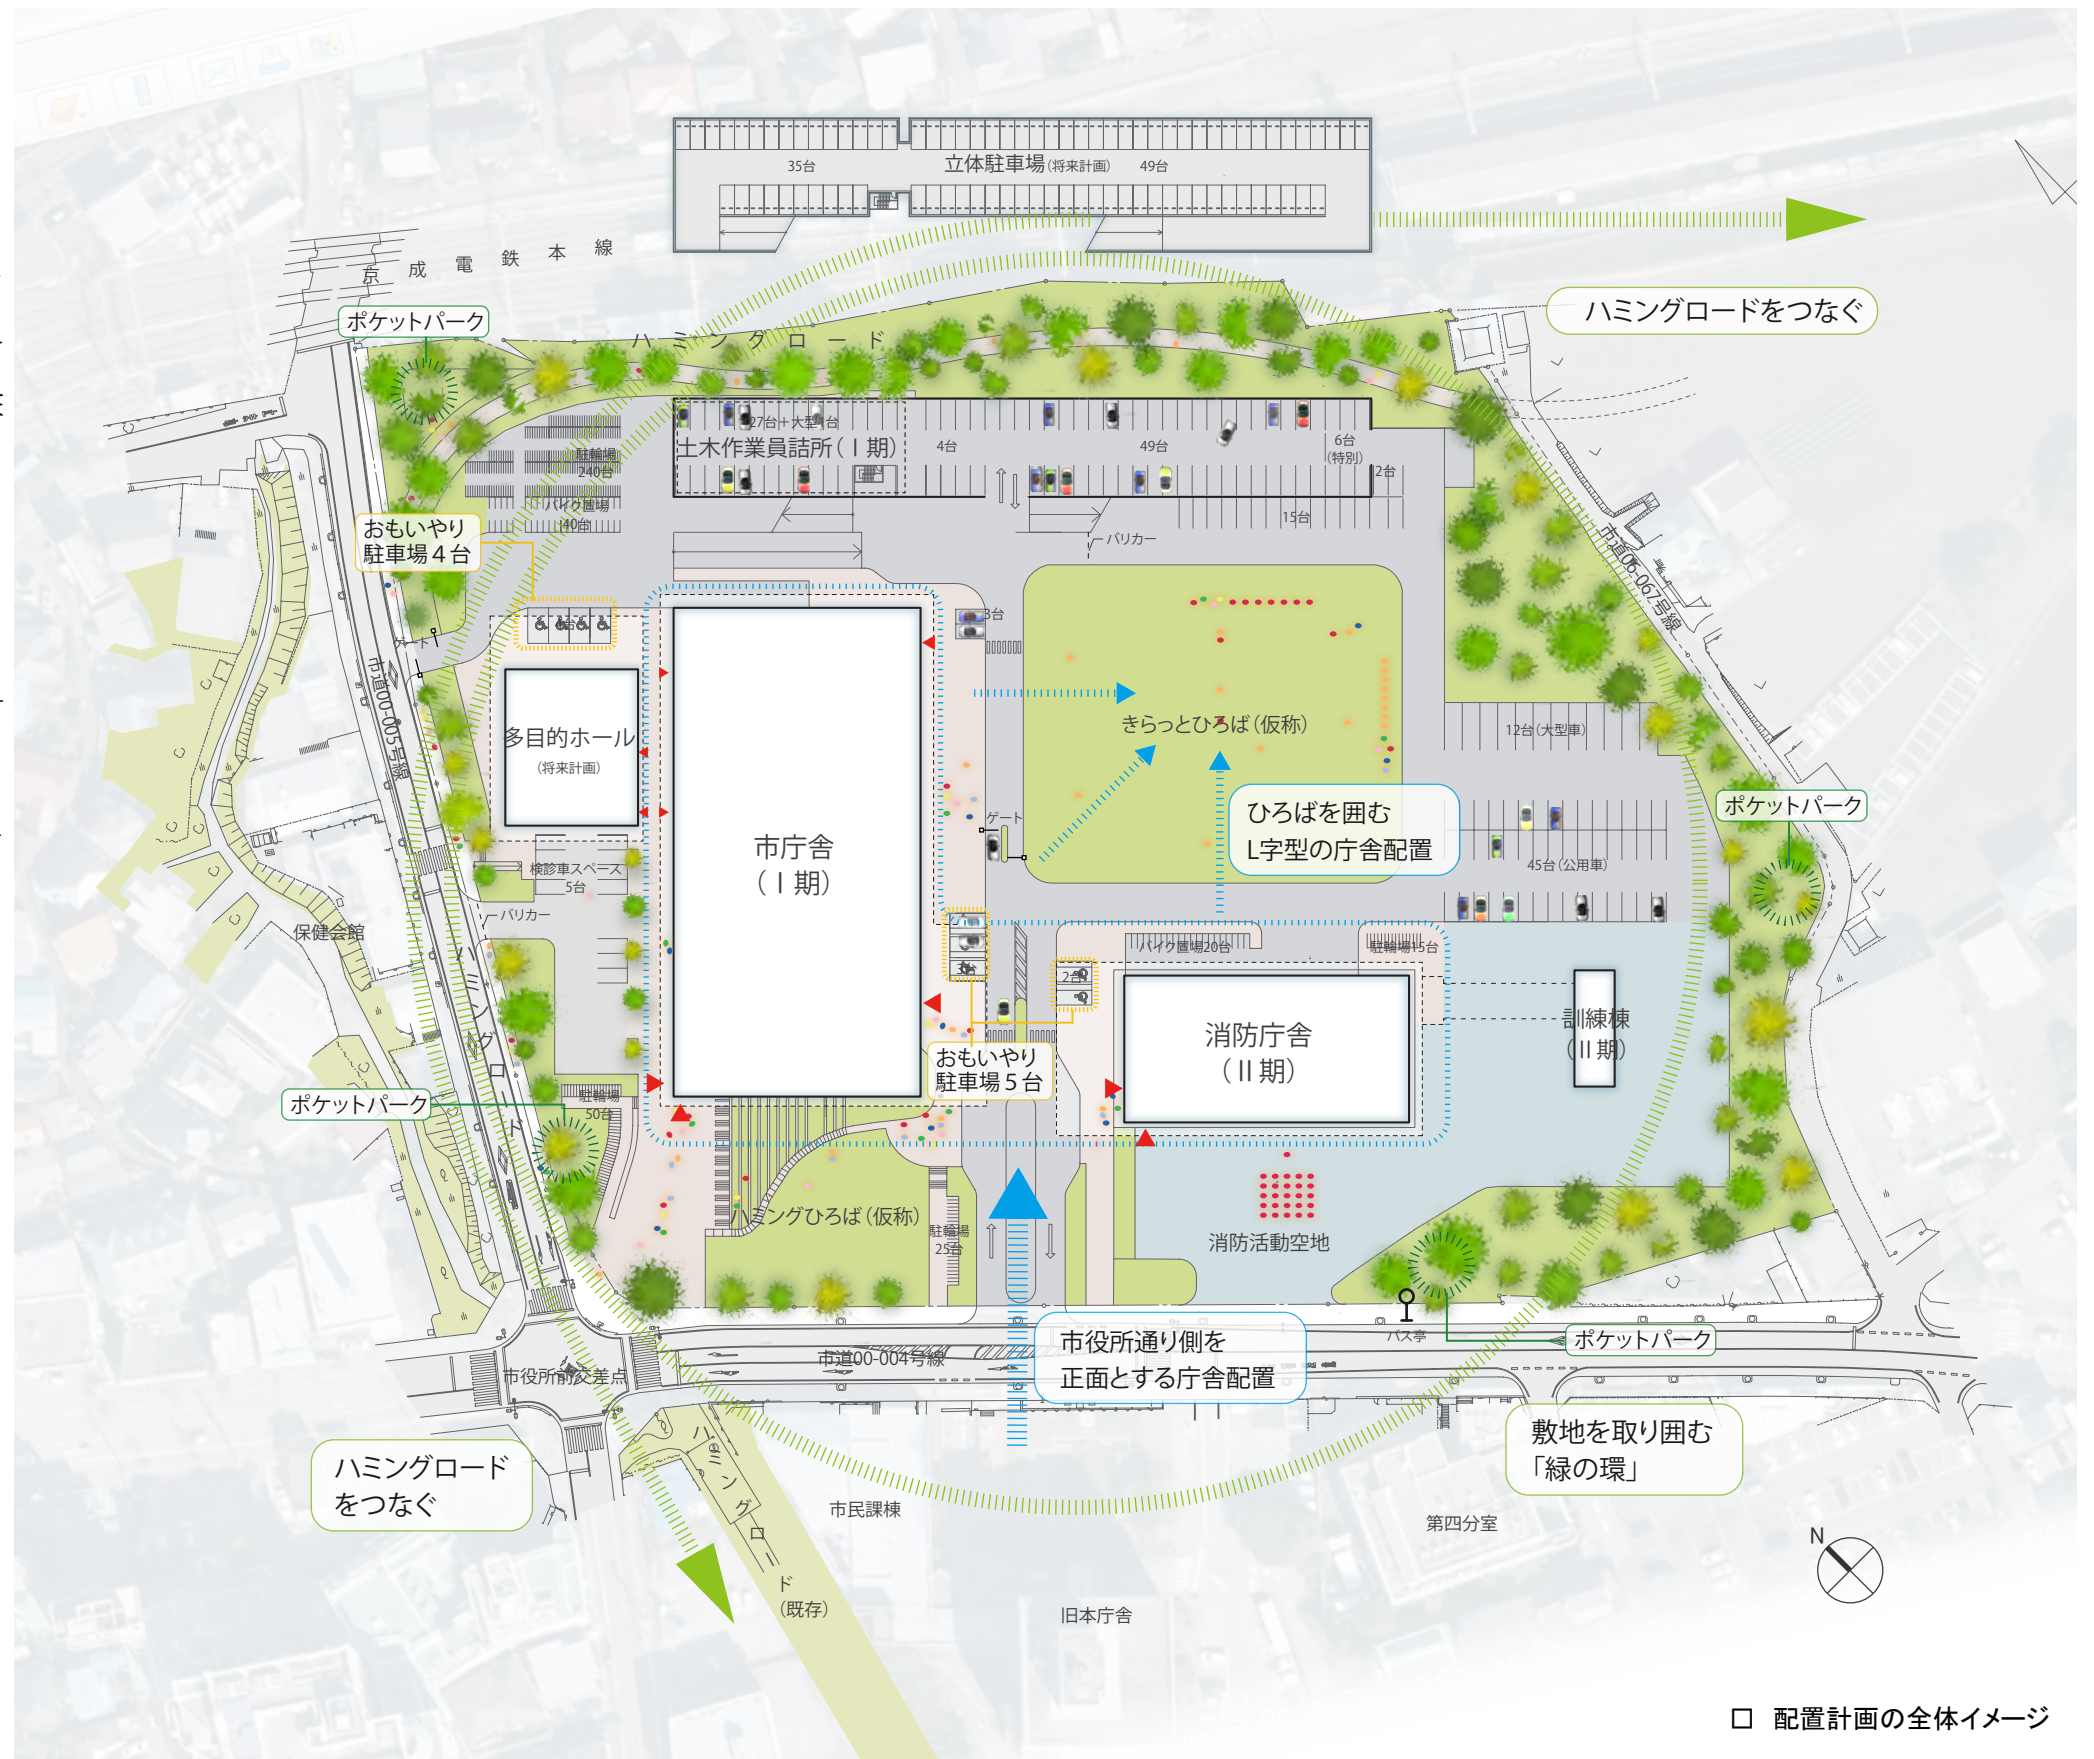 35台
立体駐車場(将来計画)
49台
京成電鉄本線
ポケットパーク
ハミングロード
ハミングロードをつなぐ
27台+大型1台
土木作業員詰所(Ⅰ期)
4台
49台
6台
(特別)
2台
15台
駐輪場
240台
バイク置場
40台
おもいやり
駐車場4台
バリカー
市道06-067号線
ゲート
市道00-005号線
3台
多目的ホール
(将来計画)
きらっとひろば(仮称)
12台(大型車)
ひろばを囲む
L字型の庁舎配置
ポケットパーク
ゲート
市庁舎
(Ⅰ期)
検診車スペース
5台
45台(公用車)
バリカー
保健会館
ハミングロード
バイク置場20台
駐輪場15台
3台
2台
消防庁舎
(Ⅱ期)
訓練棟
(Ⅱ期)
おもいやり
駐車場5台
ポケットパーク
駐輪場
50台
ハミングひろば(仮称)
駐輪場
25台
消防活動空地
バス亭
市役所通り側を
正面とする庁舎配置
ポケットパーク
市道00-004号線
市役所前交差点
敷地を取り囲む
「緑の環」
ハミングロード
をつなぐ
ハミングロード
(既存)
市民課棟
第四分室
旧本庁舎
N
□ 配置計画の全体イメージ